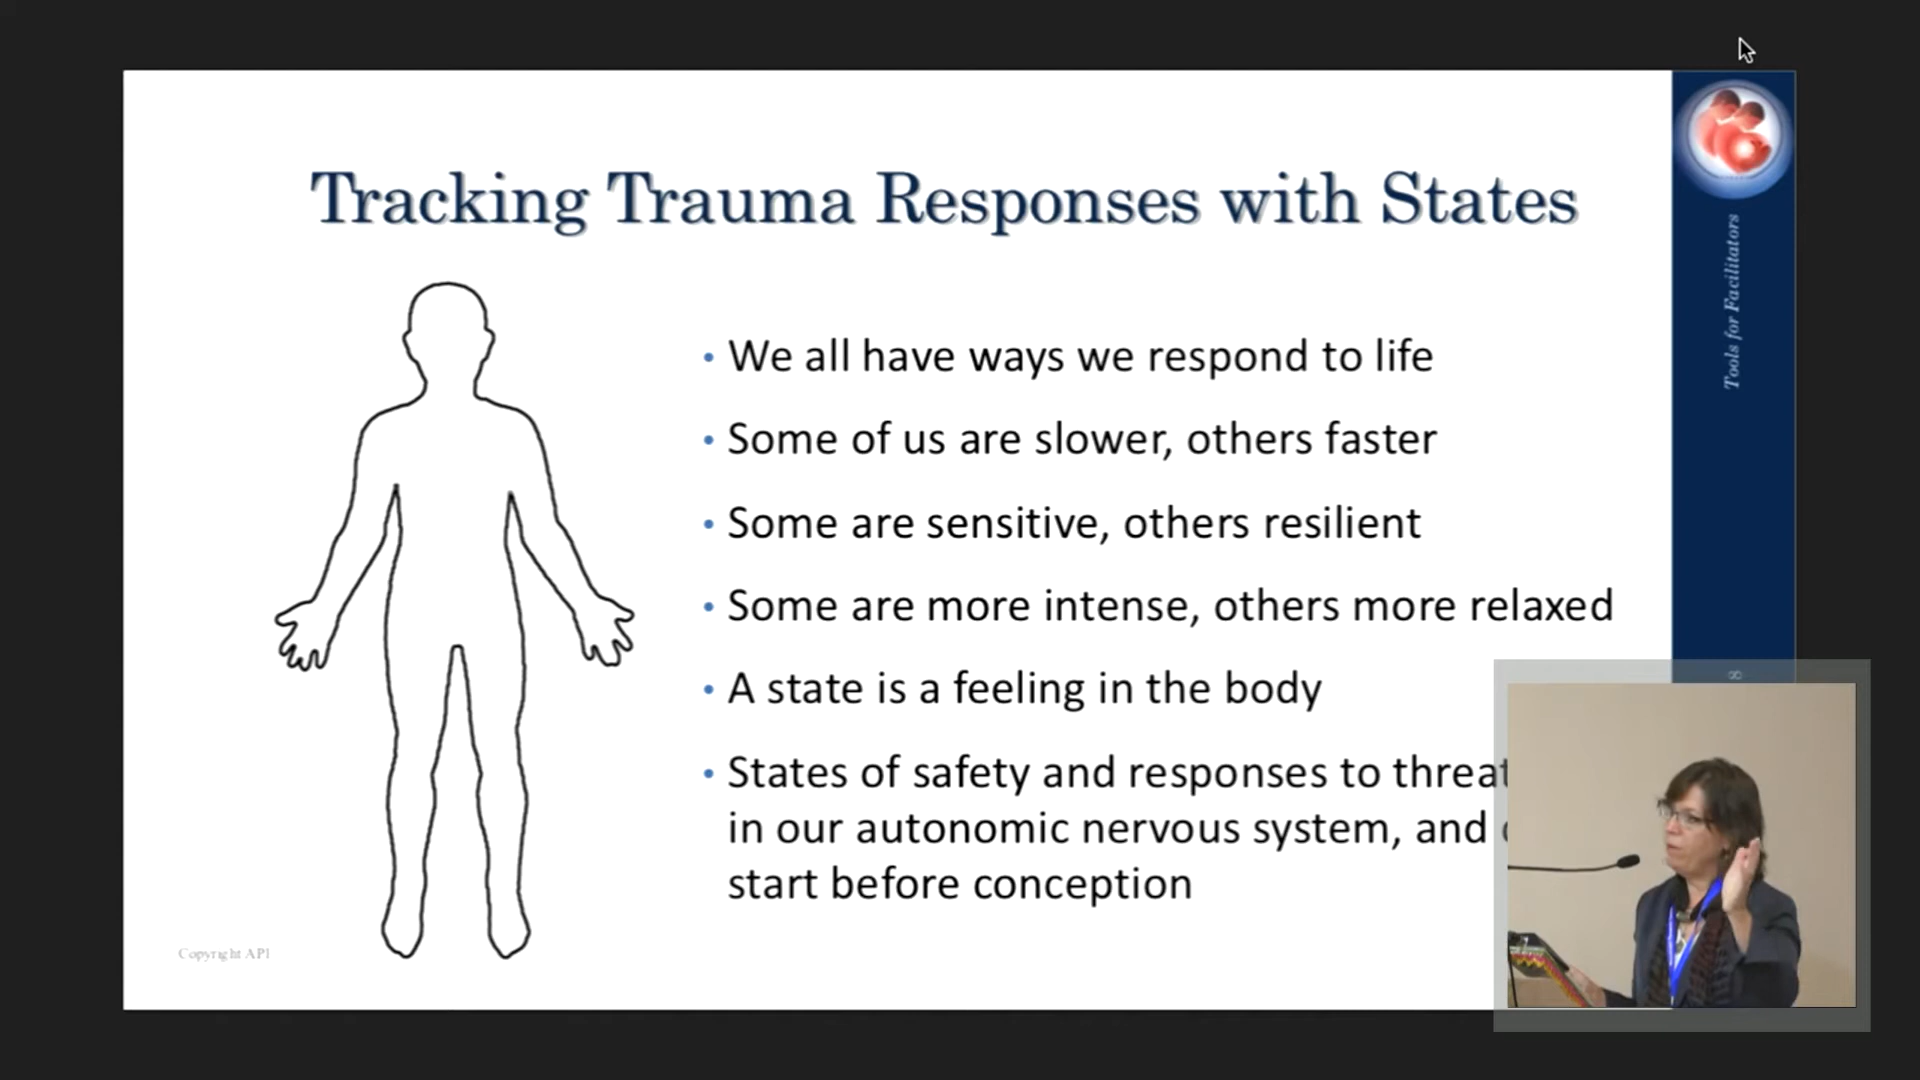 Tracking Trauma Responses with States
• We all have ways we respond to life
• Some of us are slower, others faster
• Some are sensitive, others resilient
• Some are more intense, others more relaxed
• A state is a feeling in the body
• States of safety and responses to threat
in our autonomic nervous system, and
start before conception
Copyright API
Tools for Facilitators
8